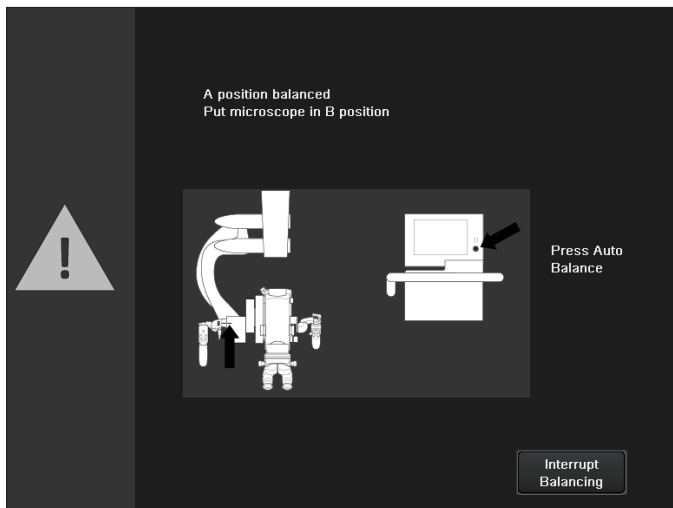 A position balanced
Put microscope in B position
Press Auto
Balance
Interrupt
Balancing